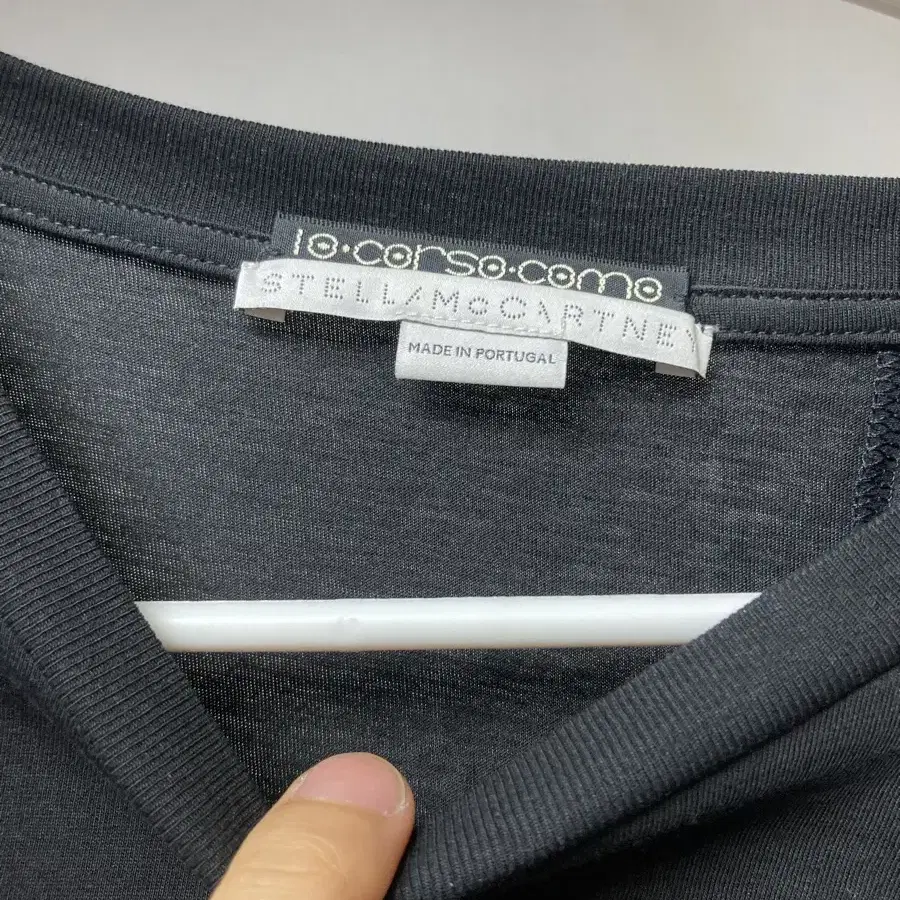 10·corso·como
STELLA McCARTNEY
MADE IN PORTUGAL